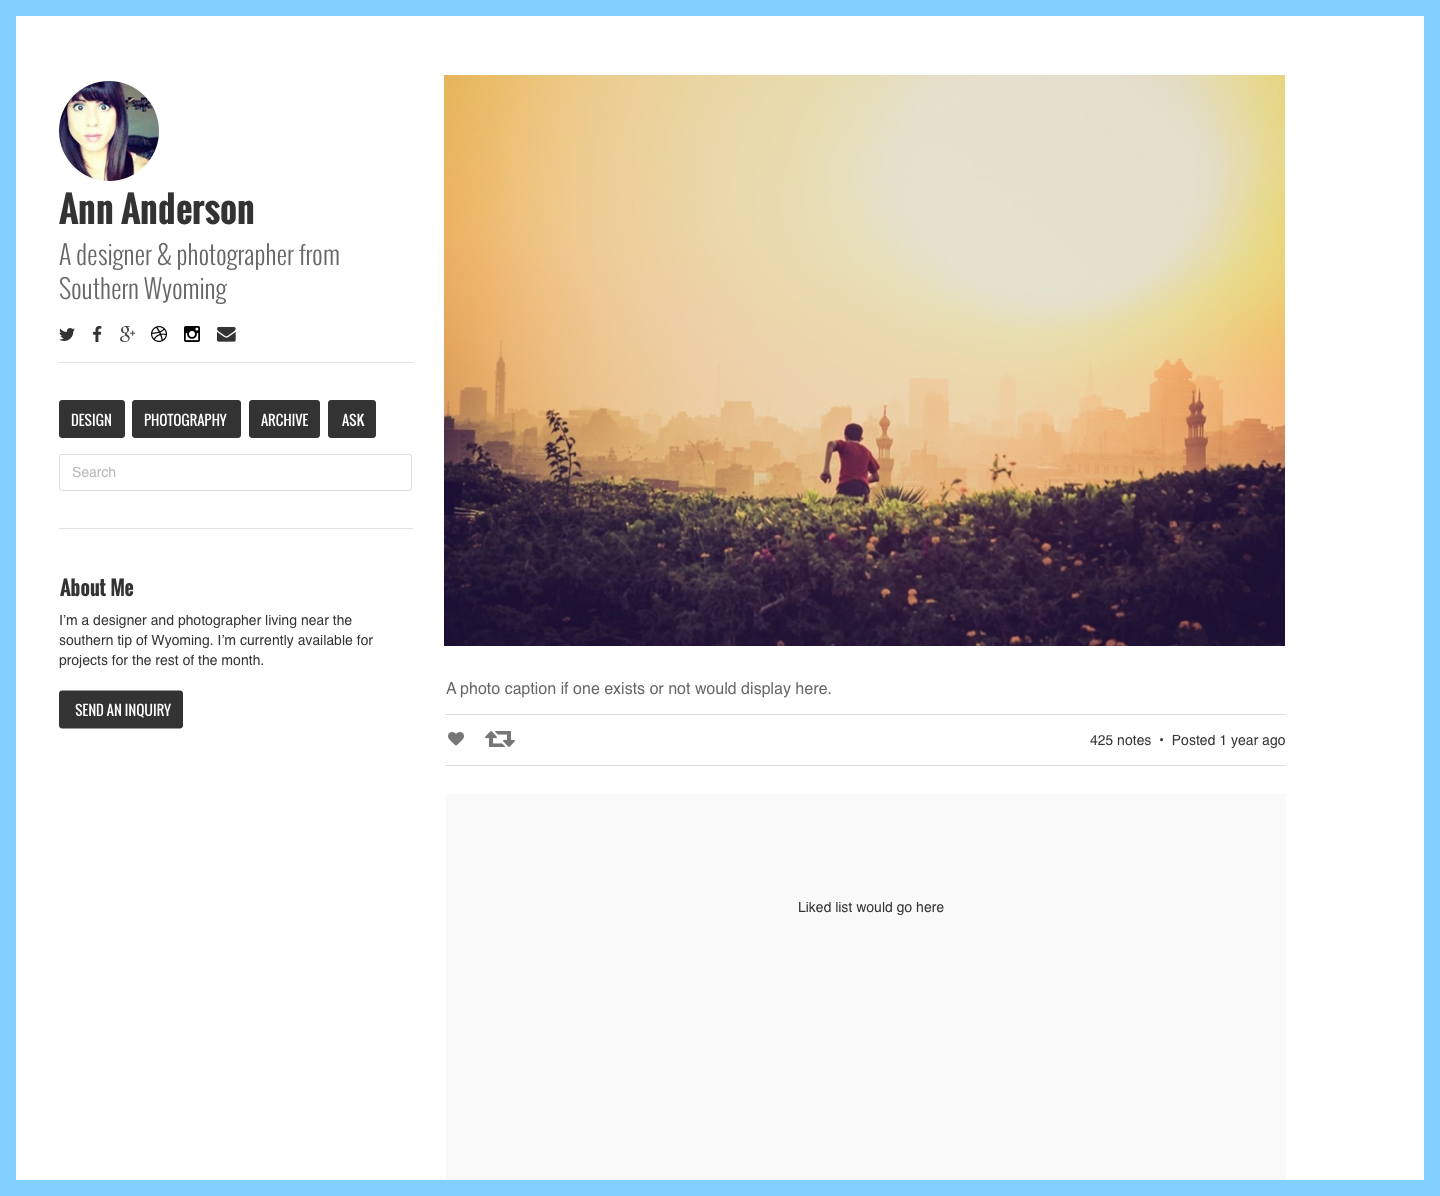 Ann Anderson
A designer & photographer from
Southern Wyoming
DESIGN PHOTOGRAPHY ARCHIVE ASK
Search
About Me
I'm a designer and photographer living near the
southern tip of Wyoming. I'm currently available for
projects for the rest of the month.
SEND AN INQUIRY
A photo caption if one exists or not would display here.
425 notes • Posted 1 year ago
Liked list would go here